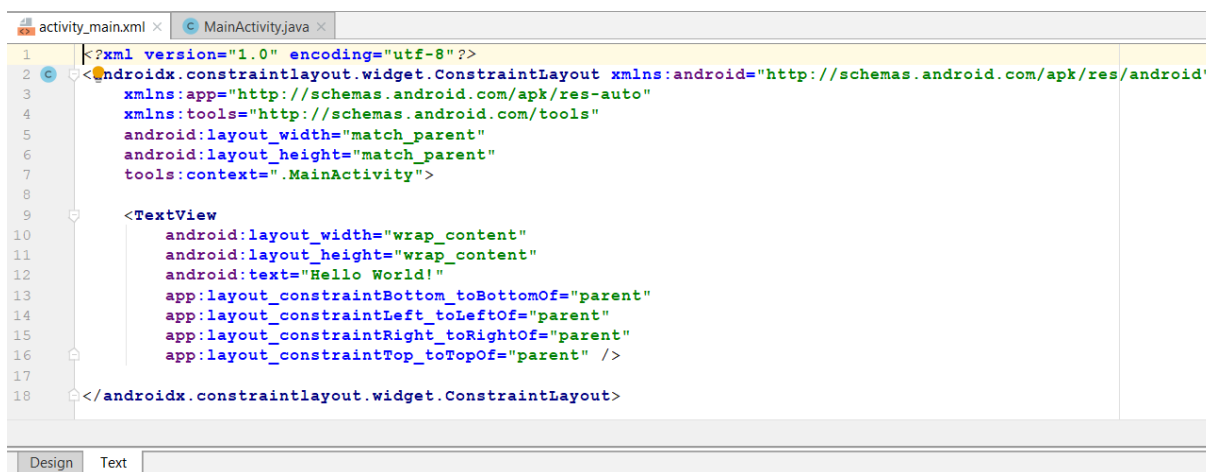 activity_main.xml × C MainActivity.java ×
1 <?xml version="1.0" encoding="utf-8"?>
2 C <androidx.constraintlayout.widget.ConstraintLayout xmlns:android="http://schemas.android.com/apk/res/android"
3 xmlns:app="http://schemas.android.com/apk/res-auto"
4 xmlns:tools="http://schemas.android.com/tools"
5 android:layout_width="match_parent"
6 android:layout_height="match_parent"
7 tools:context=".MainActivity">
8
9 <TextView
10 android:layout_width="wrap_content"
11 android:layout_height="wrap_content"
12 android:text="Hello World!"
13 app:layout_constraintBottom_toBottomOf="parent"
14 app:layout_constraintLeft_toLeftOf="parent"
15 app:layout_constraintRight_toRightOf="parent"
16 app:layout_constraintTop_toTopOf="parent" />
17
18 </androidx.constraintlayout.widget.ConstraintLayout>
Design Text